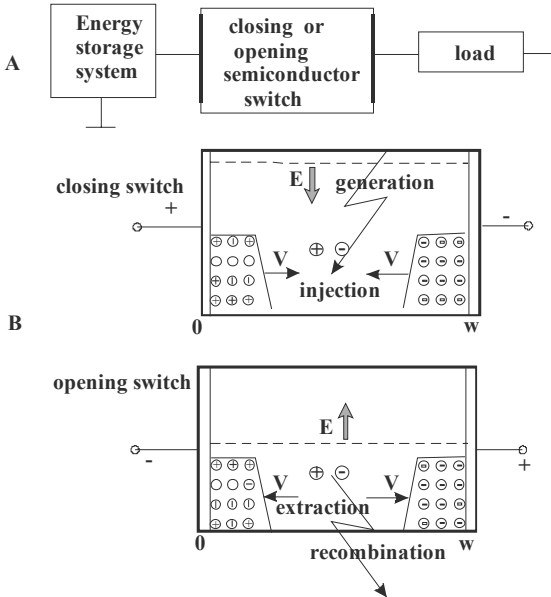 A
Energy
storage
system
closing or
opening
semiconductor
switch
load
closing switch
+
-
E
generation
V
V
injection
0
w
B
opening switch
-
+
E
V
V
extraction
recombination
0
w